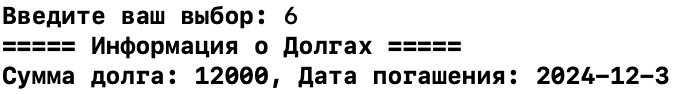 Введите ваш выбор: 6
===== Информация о Долгах =====
Сумма долга: 12000, Дата погашения: 2024-12-3